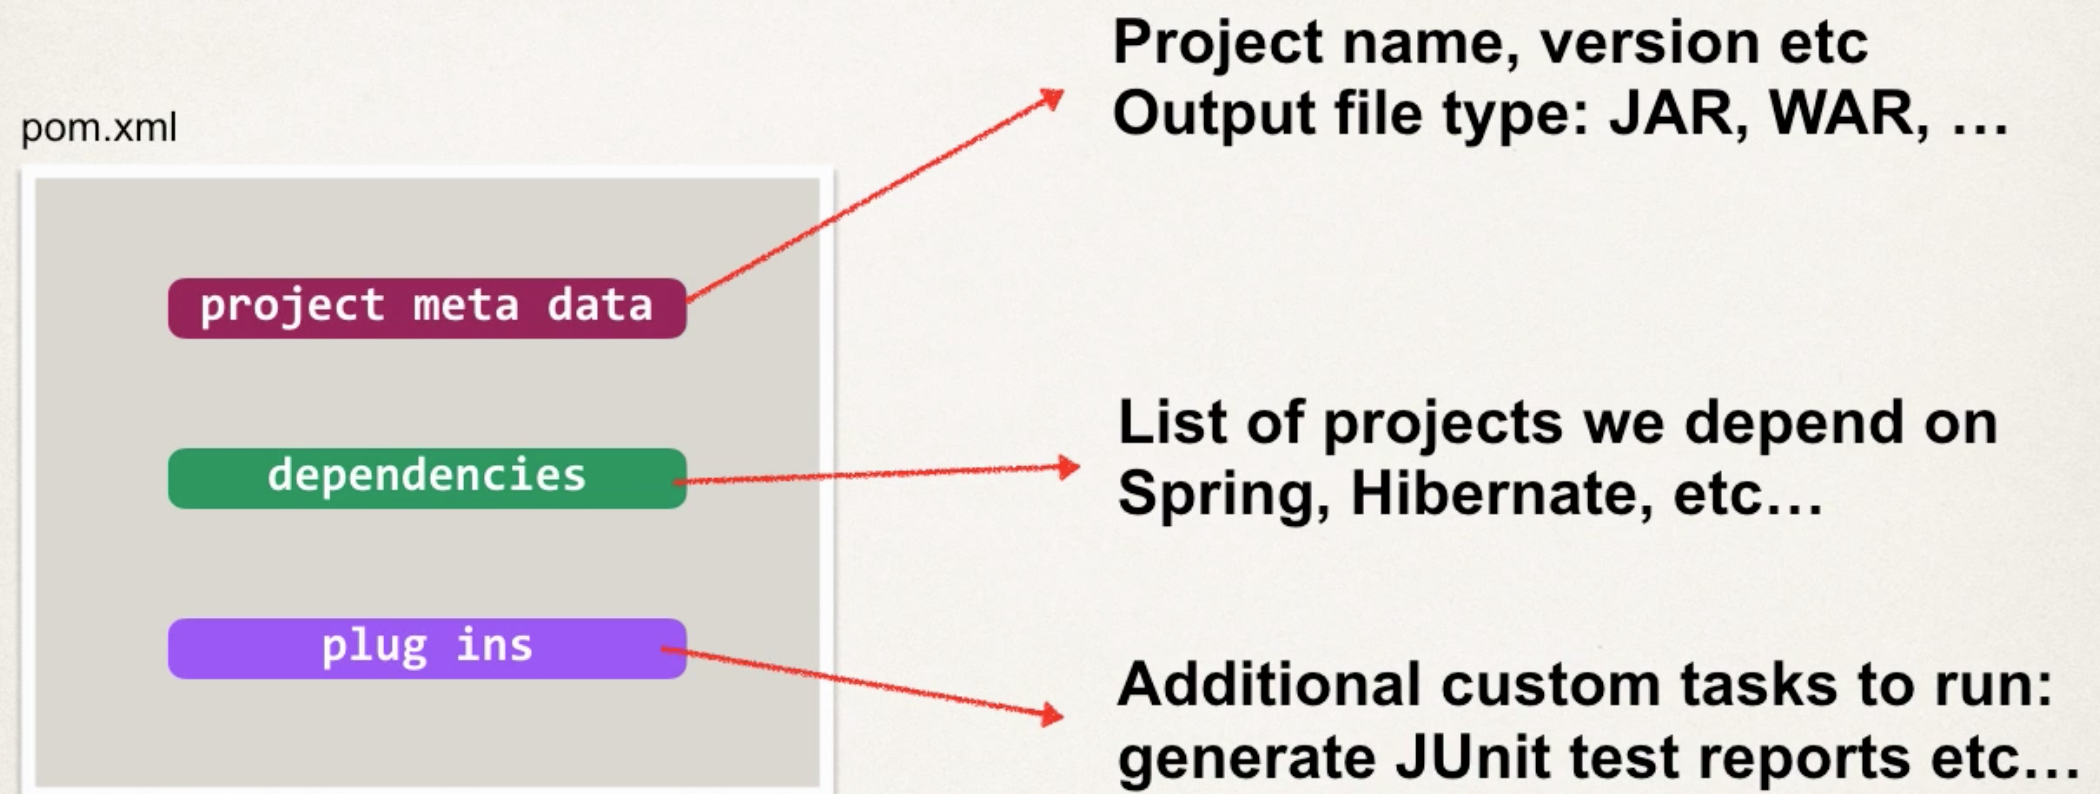 pom.xml
project meta data
dependencies
plug ins
Project name, version etc
Output file type: JAR, WAR, …
List of projects we depend on
Spring, Hibernate, etc…
Additional custom tasks to run:
generate JUnit test reports etc…